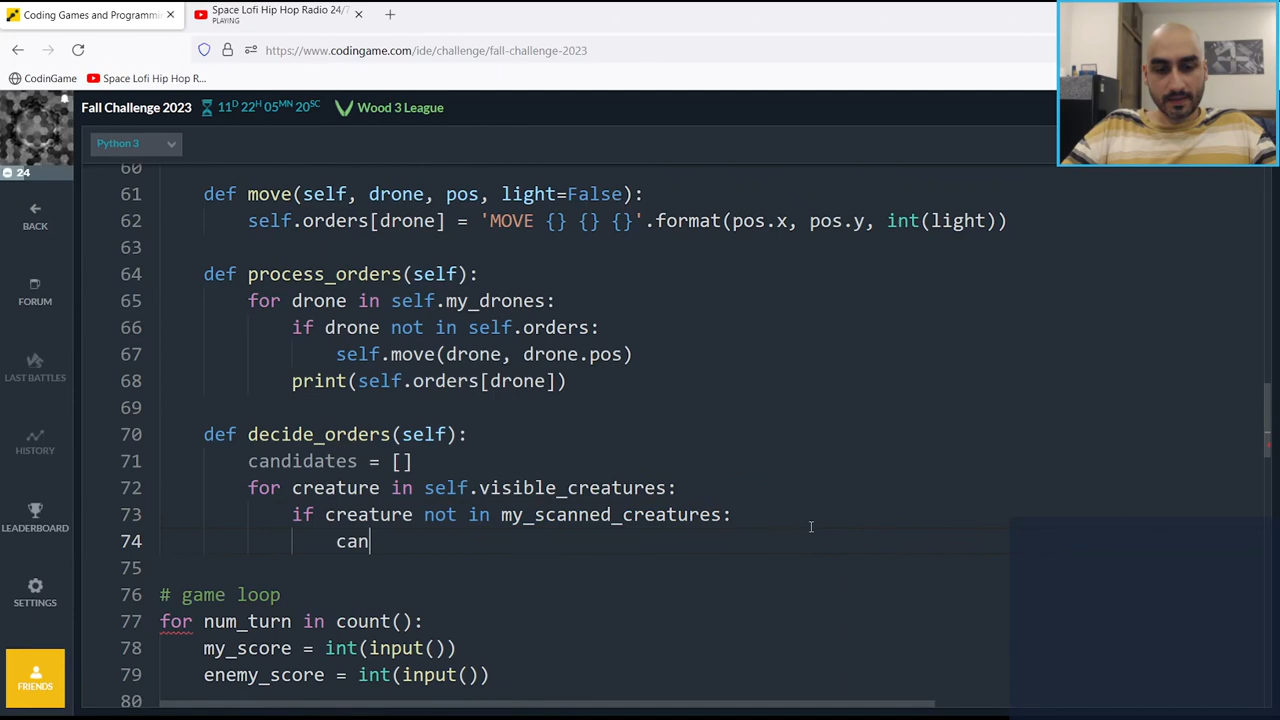 Coding Games and Programmin
Space Lofi Hip Hop Radio 24/7
PLAYING
https://www.codingame.com/ide/challenge/fall-challenge-2023
CodinGame
Space Lofi Hip Hop R...
Fall Challenge 2023
11D 22H 05MN 20SC
Wood 3 League
Python 3
24
BACK
FORUM
LAST BATTLES
HISTORY
LEADERBOARD
SETTINGS
FRIENDS
60
61 def move(self, drone, pos, light=False):
62 self.orders[drone] = 'MOVE {} {} {}'.format(pos.x, pos.y, int(light))
63
64 def process_orders(self):
65 for drone in self.my_drones:
66 if drone not in self.orders:
67 self.move(drone, drone.pos)
68 print(self.orders[drone])
69
70 def decide_orders(self):
71 candidates = []
72 for creature in self.visible_creatures:
73 if creature not in my_scanned_creatures:
74 can
75
76 # game loop
77 for num_turn in count():
78 my_score = int(input())
79 enemy_score = int(input())
80